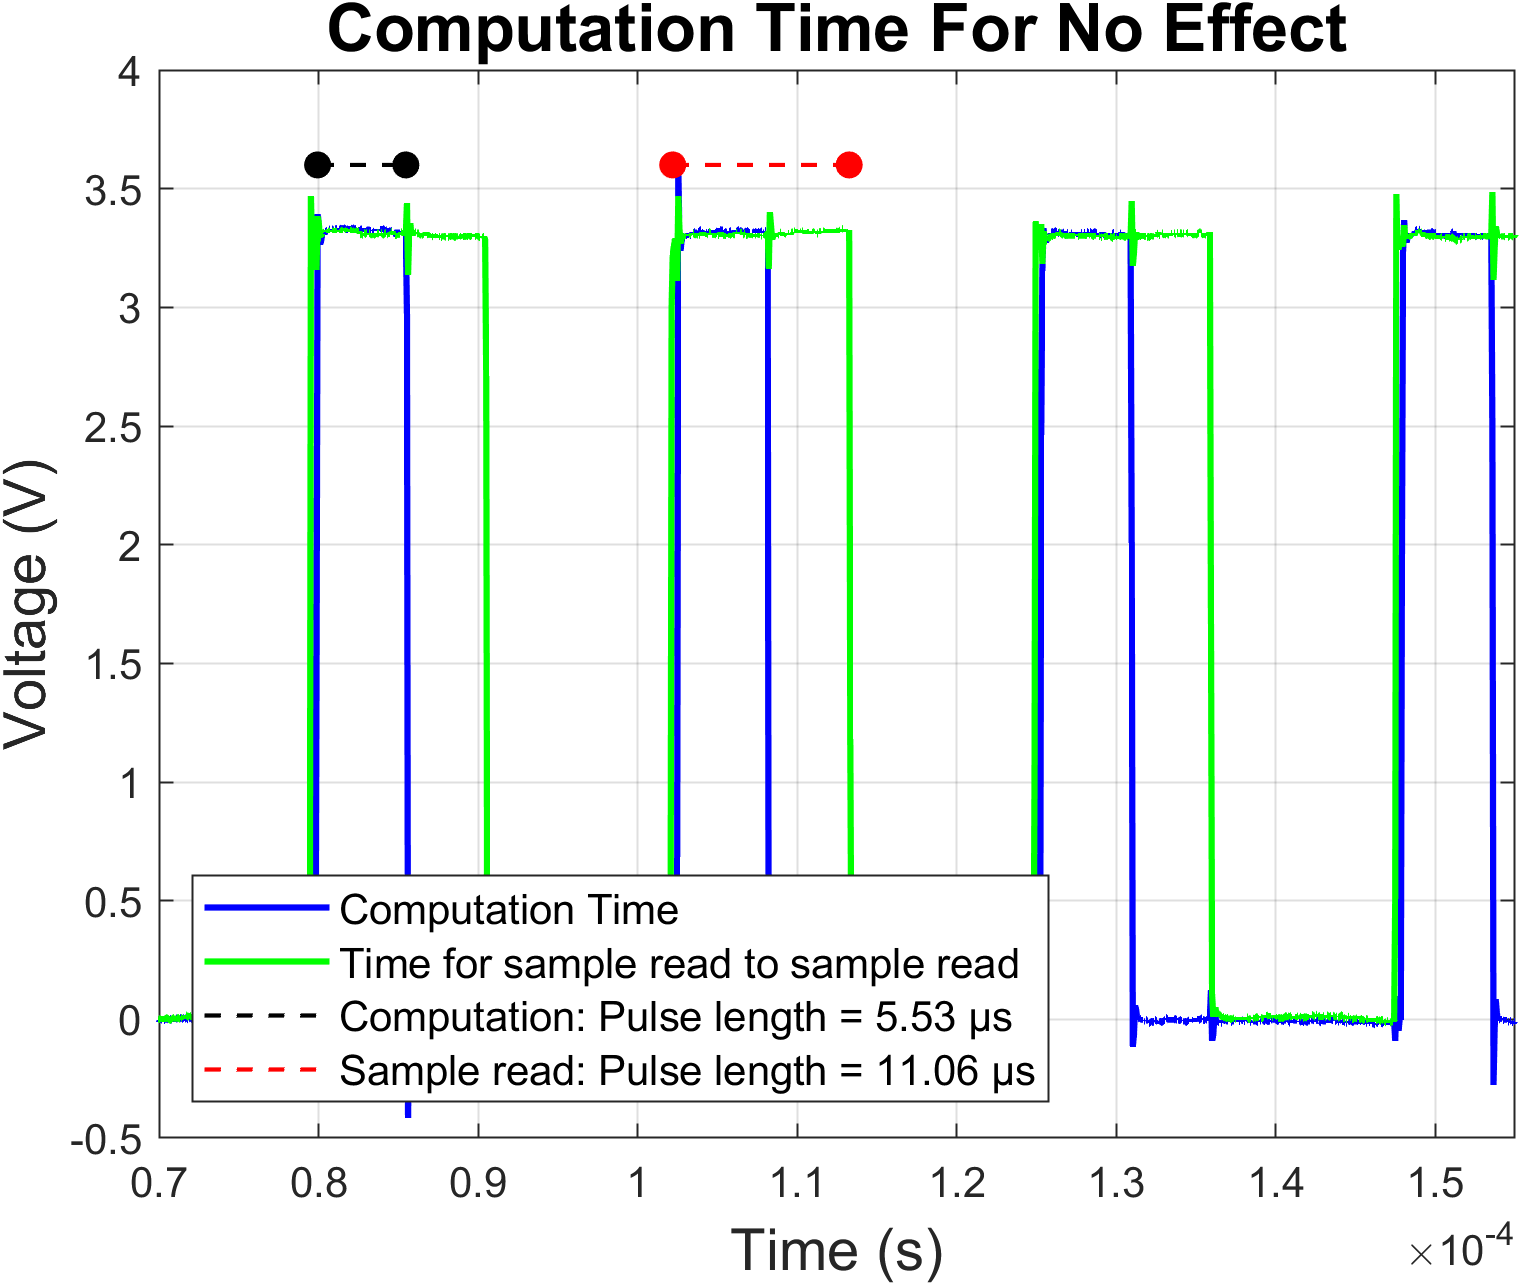 Computation Time For No Effect
4
3.5
3
2.5
2
1.5
1
0.5
0
-0.5
Voltage (V)
Computation Time
Time for sample read to sample read
Computation: Pulse length = 5.53 μs
Sample read: Pulse length = 11.06 μs
0.7 0.8 0.9 1 1.1 1.2 1.3 1.4 1.5
Time (s)
×10-4